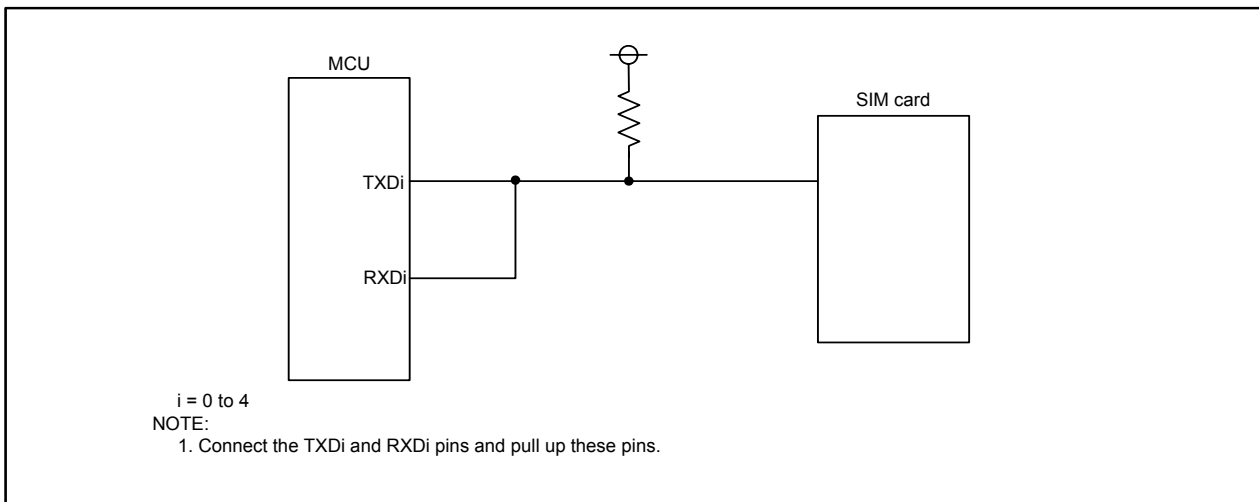 MCU
SIM card
TXDi
RXDi
i = 0 to 4
NOTE:
1. Connect the TXDi and RXDi pins and pull up these pins.